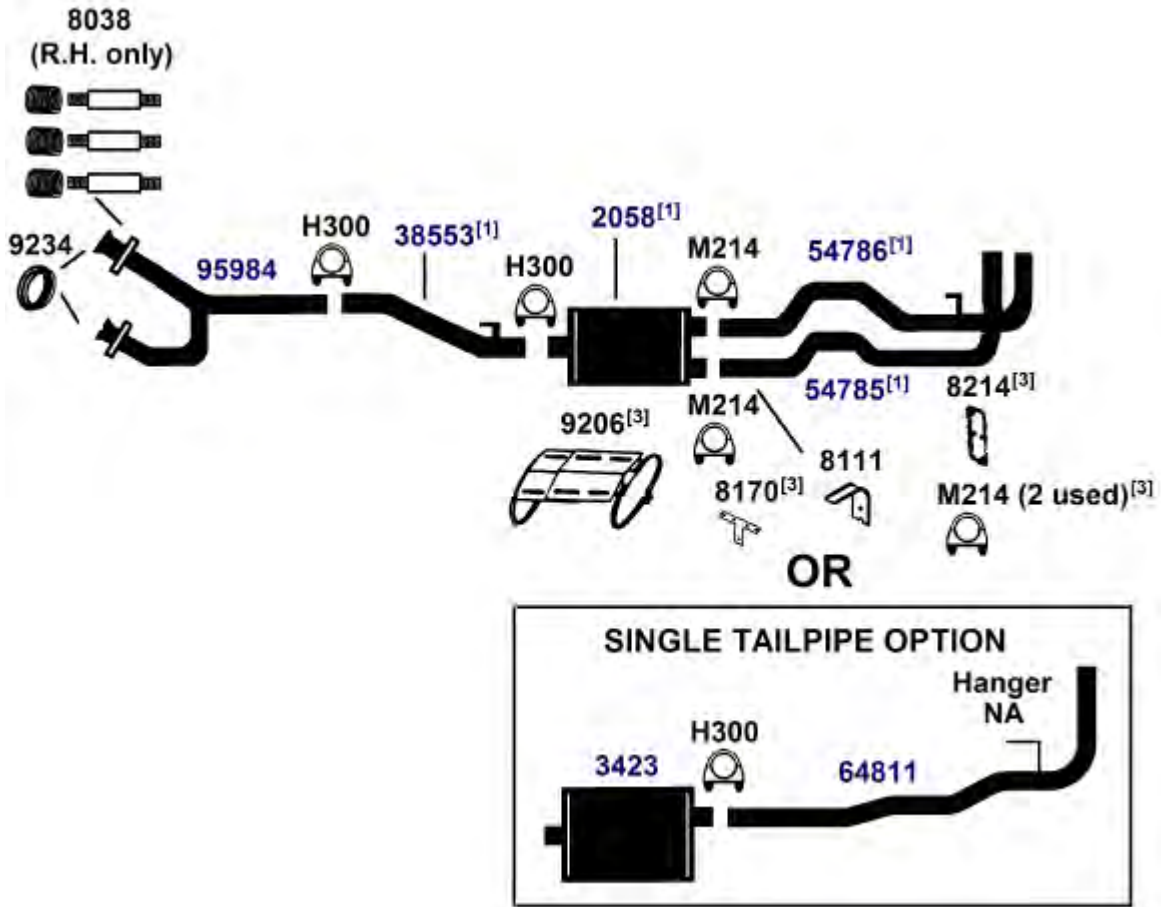 8038
(R.H. only)
9234
95984
H300
38553[1]
H300
2058[1]
M214
54786[1]
54785[1]
8214[3]
9206[3]
M214
8170[3]
8111
M214 (2 used)[3]
OR
SINGLE TAILPIPE OPTION
Hanger
NA
H300
3423
64811